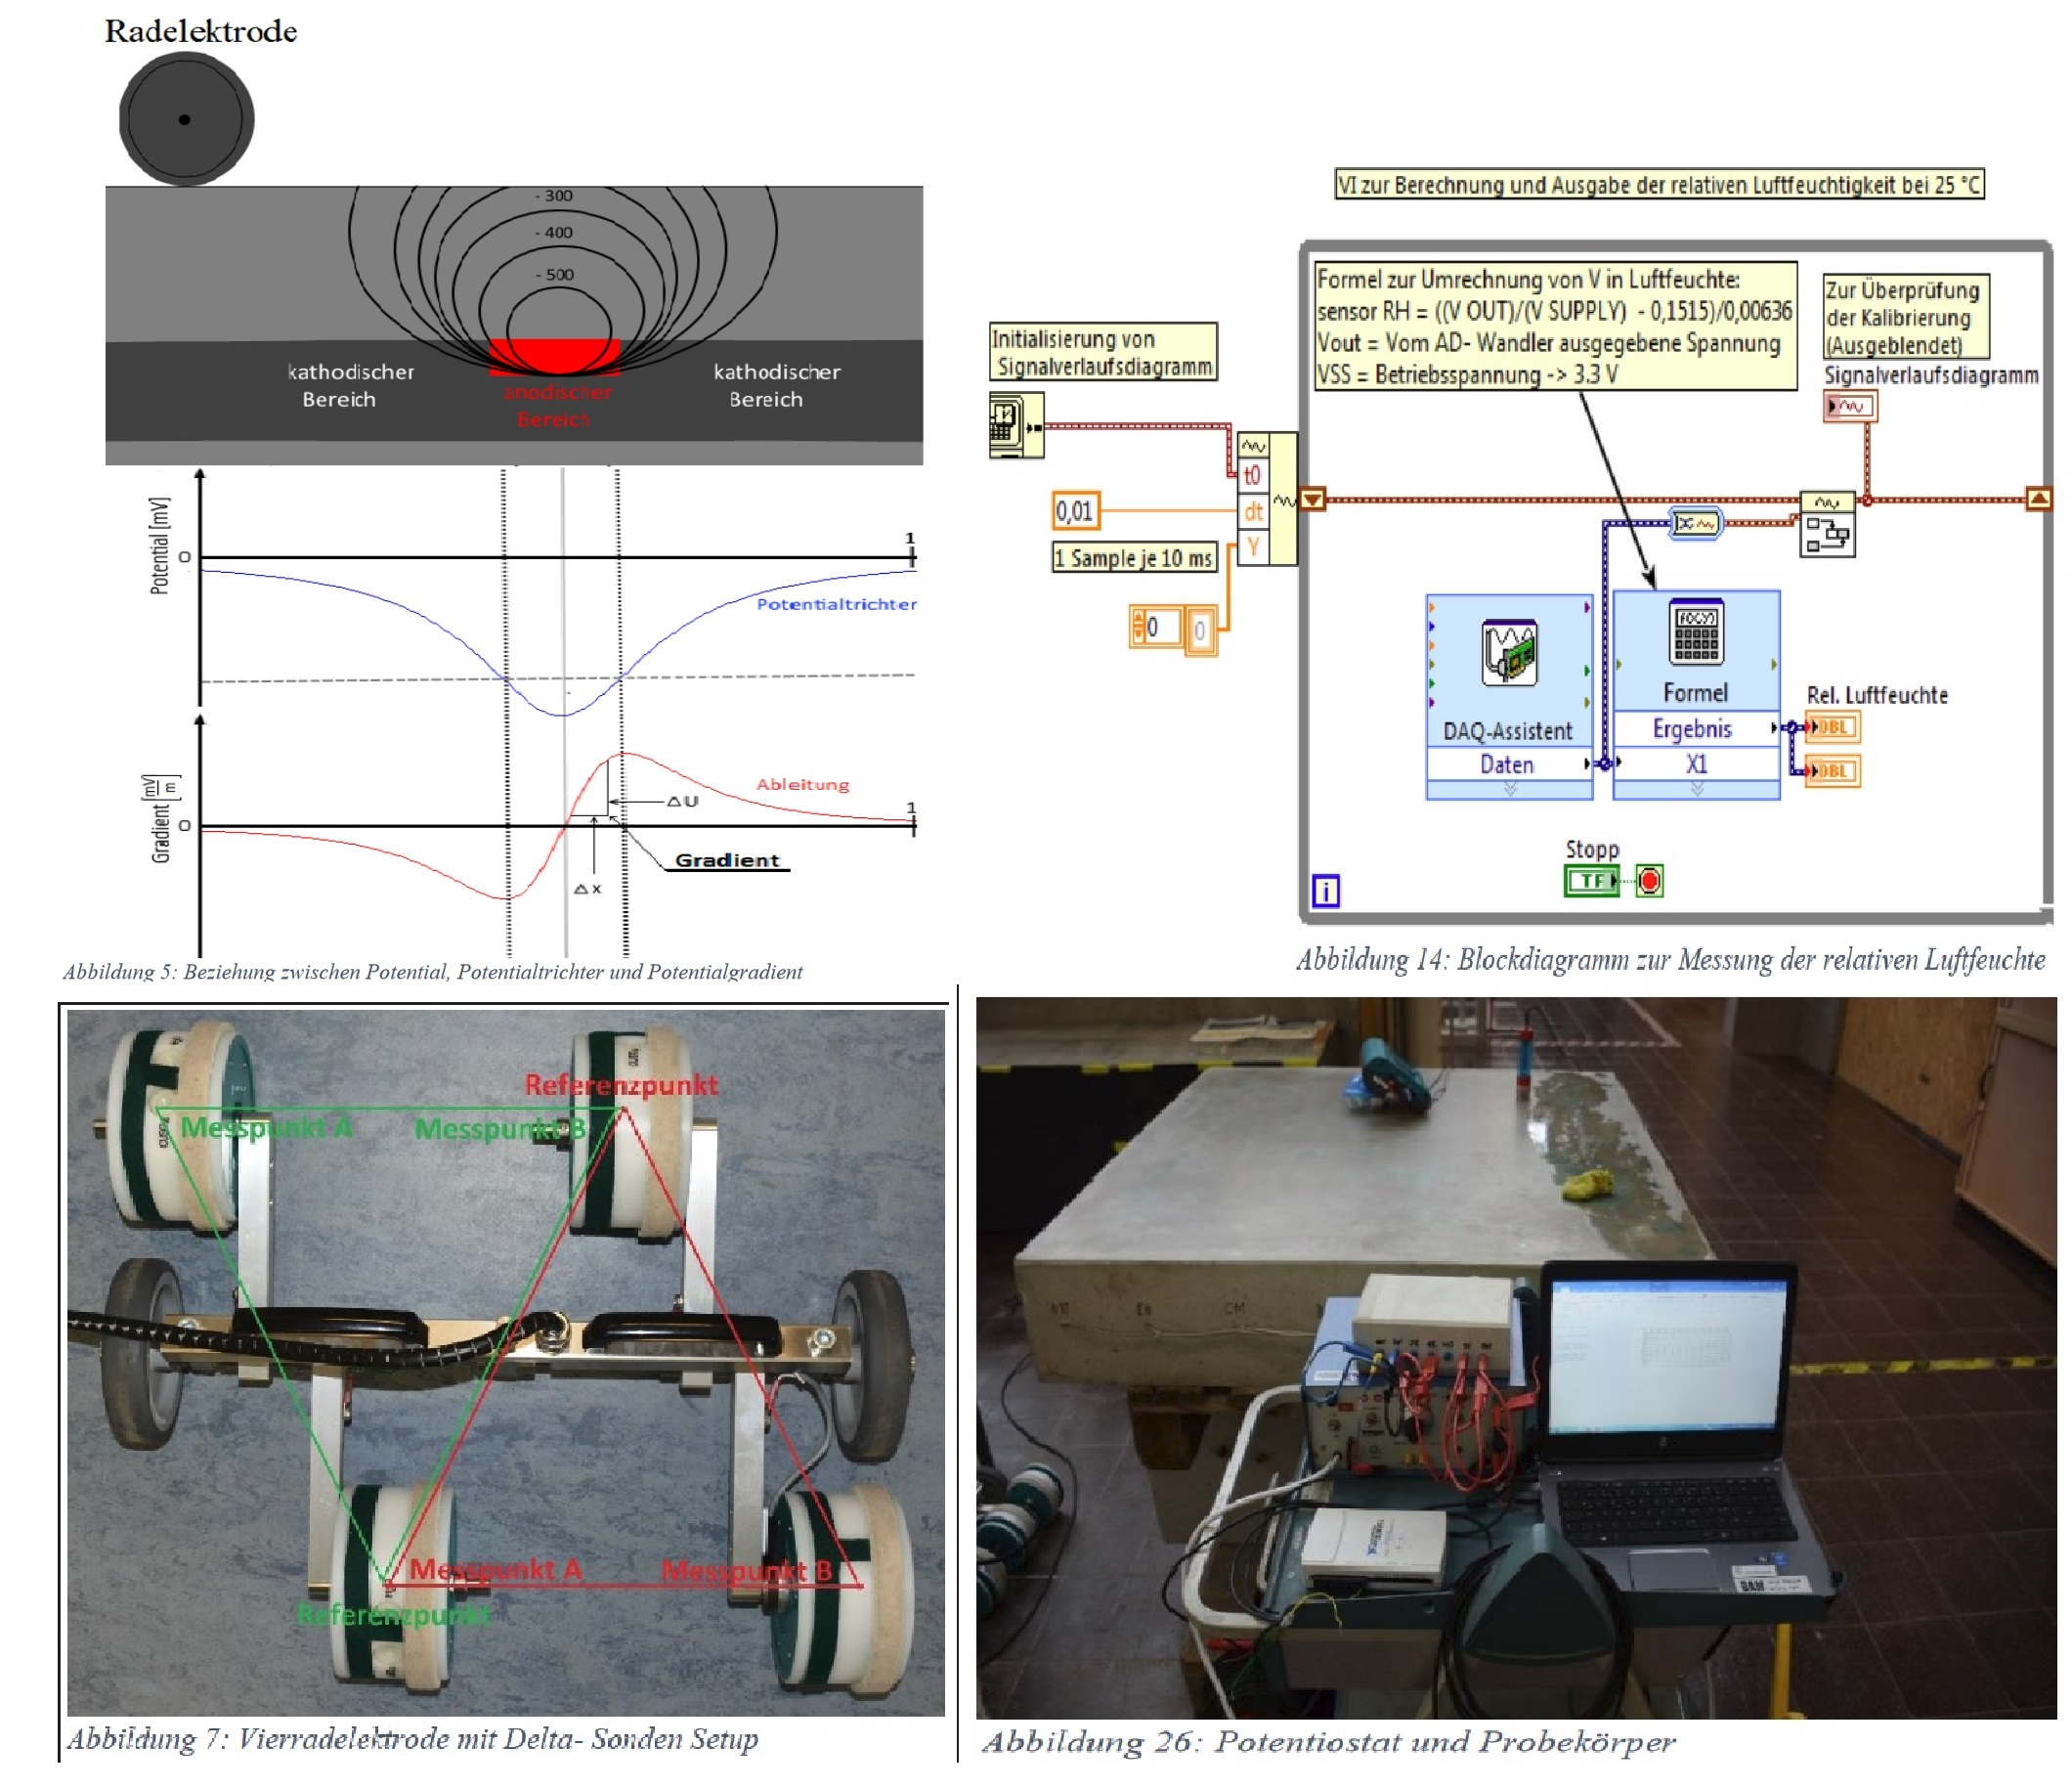 Radelektrode
- 300
- 400
- 500
kathodischer
Bereich
anodischer
Bereich
kathodischer
Bereich
Potential [mV]
0
1
Potentialtrichter
Gradient [mV/m]
0
1
Ableitung
ΔU
Gradient
Δx
Abbildung 5: Beziehung zwischen Potential, Potentialtrichter und Potentialgradient
VI zur Berechnung und Ausgabe der relativen Luftfeuchtigkeit bei 25 °C
Formel zur Umrechnung von V in Luftfeuchte:
sensor RH = ((V OUT)/(V SUPPLY) - 0,1515)/0,00636
Vout = Vom AD- Wandler ausgegebene Spannung
VSS = Betriebsspannung -> 3.3 V
Zur Überprüfung
der Kalibrierung
(Ausgeblendet)
Signalverlaufsdiagramm
Initialisierung von
Signalverlaufsdiagramm
t0
dt
Y
0,01
1 Sample je 10 ms
0
0
DAQ-Assistent
Daten
Formel
Ergebnis
X1
Rel. Luftfeuchte
DBL
DBL
Stopp
TF
i
Abbildung 14: Blockdiagramm zur Messung der relativen Luftfeuchte
Referenzpunkt
Messpunkt A
Messpunkt B
Messpunkt A
Messpunkt B
Referenzpunkt
Abbildung 7: Vierradelektrode mit Delta- Sonden Setup
BAM
Abbildung 26: Potentiostat und Probekörper